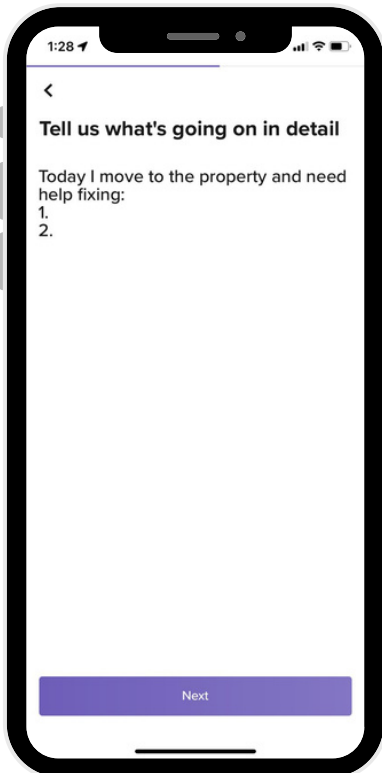 1:28
Tell us what's going on in detail
Today I move to the property and need
help fixing:
1.
2.
Next